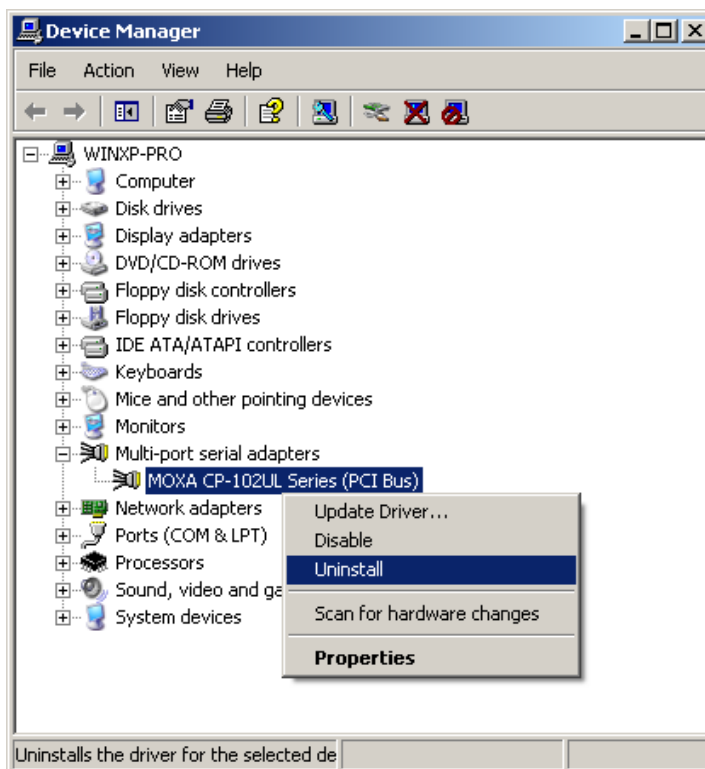 Device Manager
File Action View Help
WINXP-PRO
Computer
Disk drives
Display adapters
DVD/CD-ROM drives
Floppy disk controllers
Floppy disk drives
IDE ATA/ATAPI controllers
Keyboards
Mice and other pointing devices
Monitors
Multi-port serial adapters
MOXA CP-102UL Series (PCI Bus)
Network adapters
Ports (COM & LPT)
Processors
Sound, video and ga
System devices
Update Driver...
Disable
Uninstall
Scan for hardware changes
Properties
Uninstalls the driver for the selected de